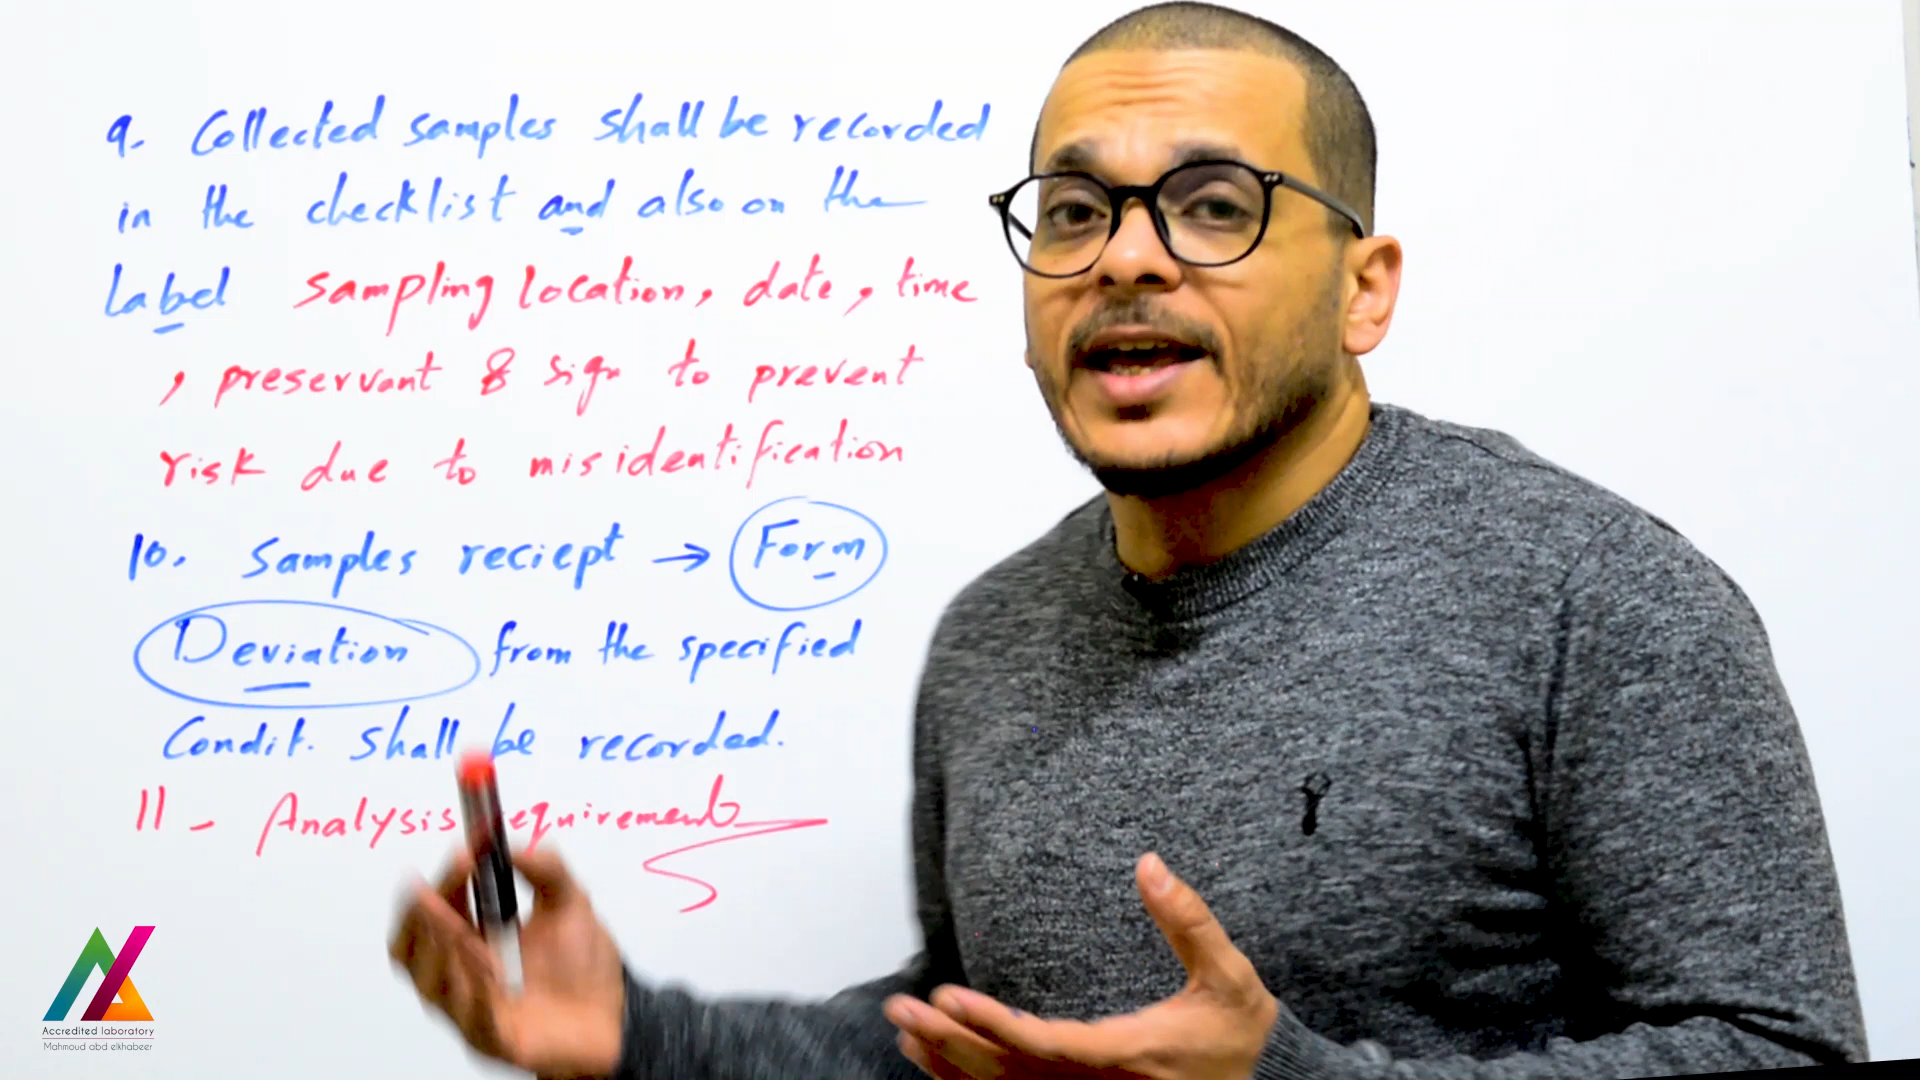 9. Collected samples shall be recorded
in the checklist and also on the
Label sampling location, date, time
, preservant & sign to prevent
risk due to misidentification
10. Samples reciept → Form
Deviation from the specified
Condit. shall be recorded.
11 - Analysis requirements
Accredited laboratory
Mahmoud abd elkhabeer